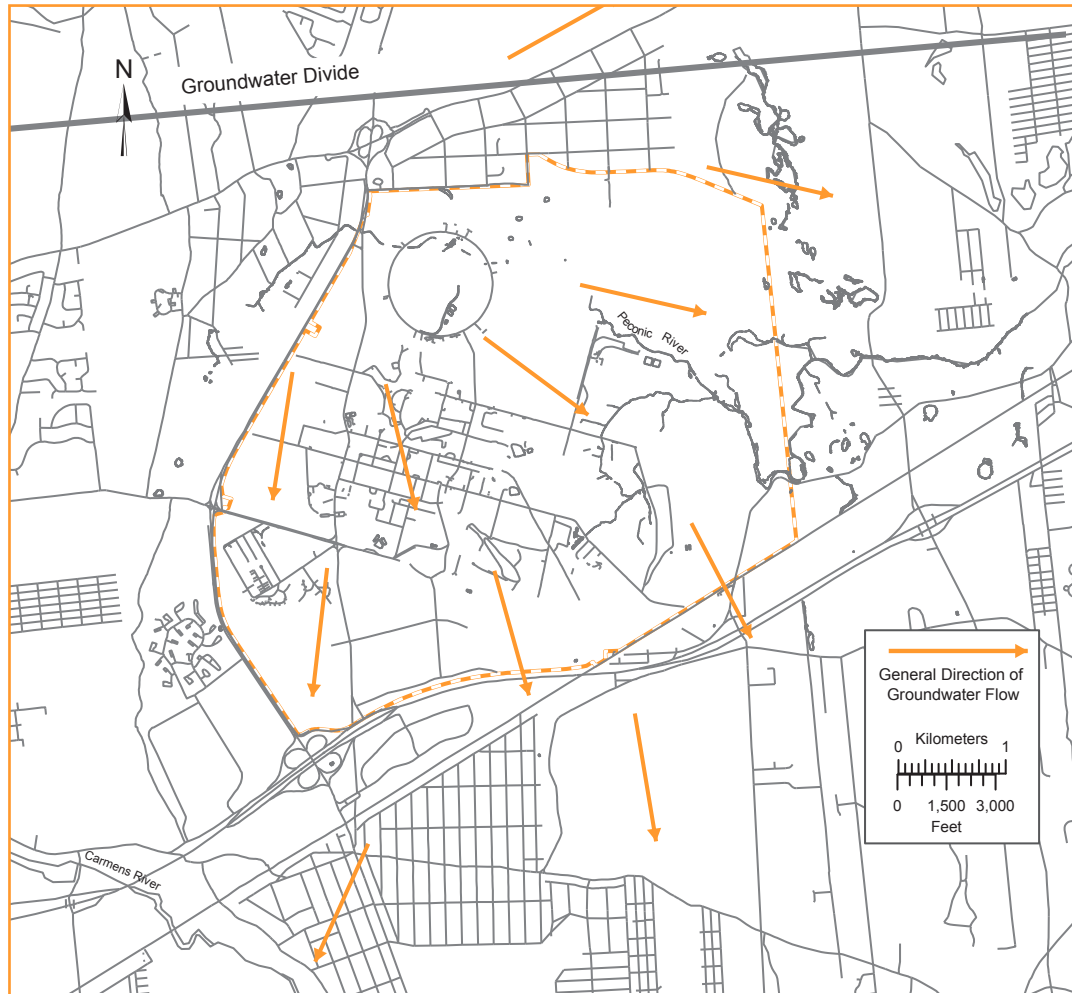 N
Groundwater Divide
Peconic River
Carmens River
General Direction of
Groundwater Flow
Kilometers
0 1
0 1,500 3,000
Feet